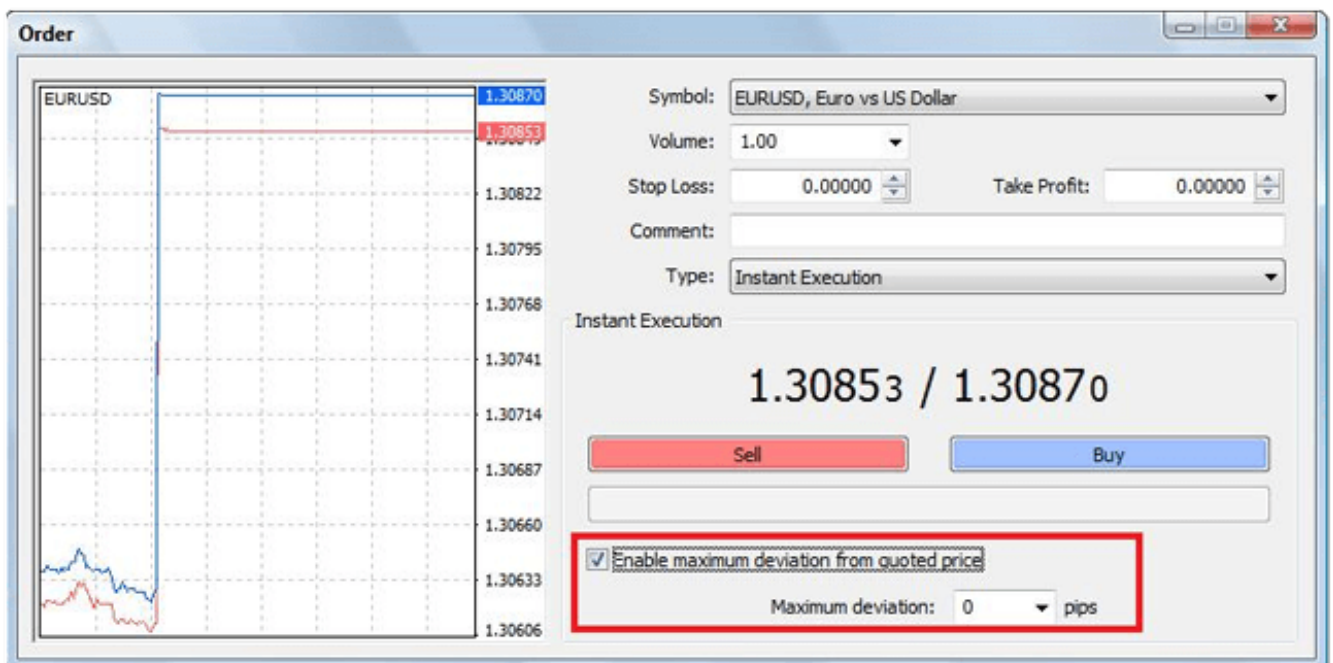 Order
EURUSD
1.30870
1.30853
1.30822
1.30795
1.30768
1.30741
1.30714
1.30687
1.30660
1.30633
1.30606
Symbol: EURUSD, Euro vs US Dollar
Volume: 1.00
Stop Loss: 0.00000 Take Profit: 0.00000
Comment:
Type: Instant Execution
Instant Execution
1.30853 / 1.30870
Sell Buy
Enable maximum deviation from quoted price
Maximum deviation: 0 pips